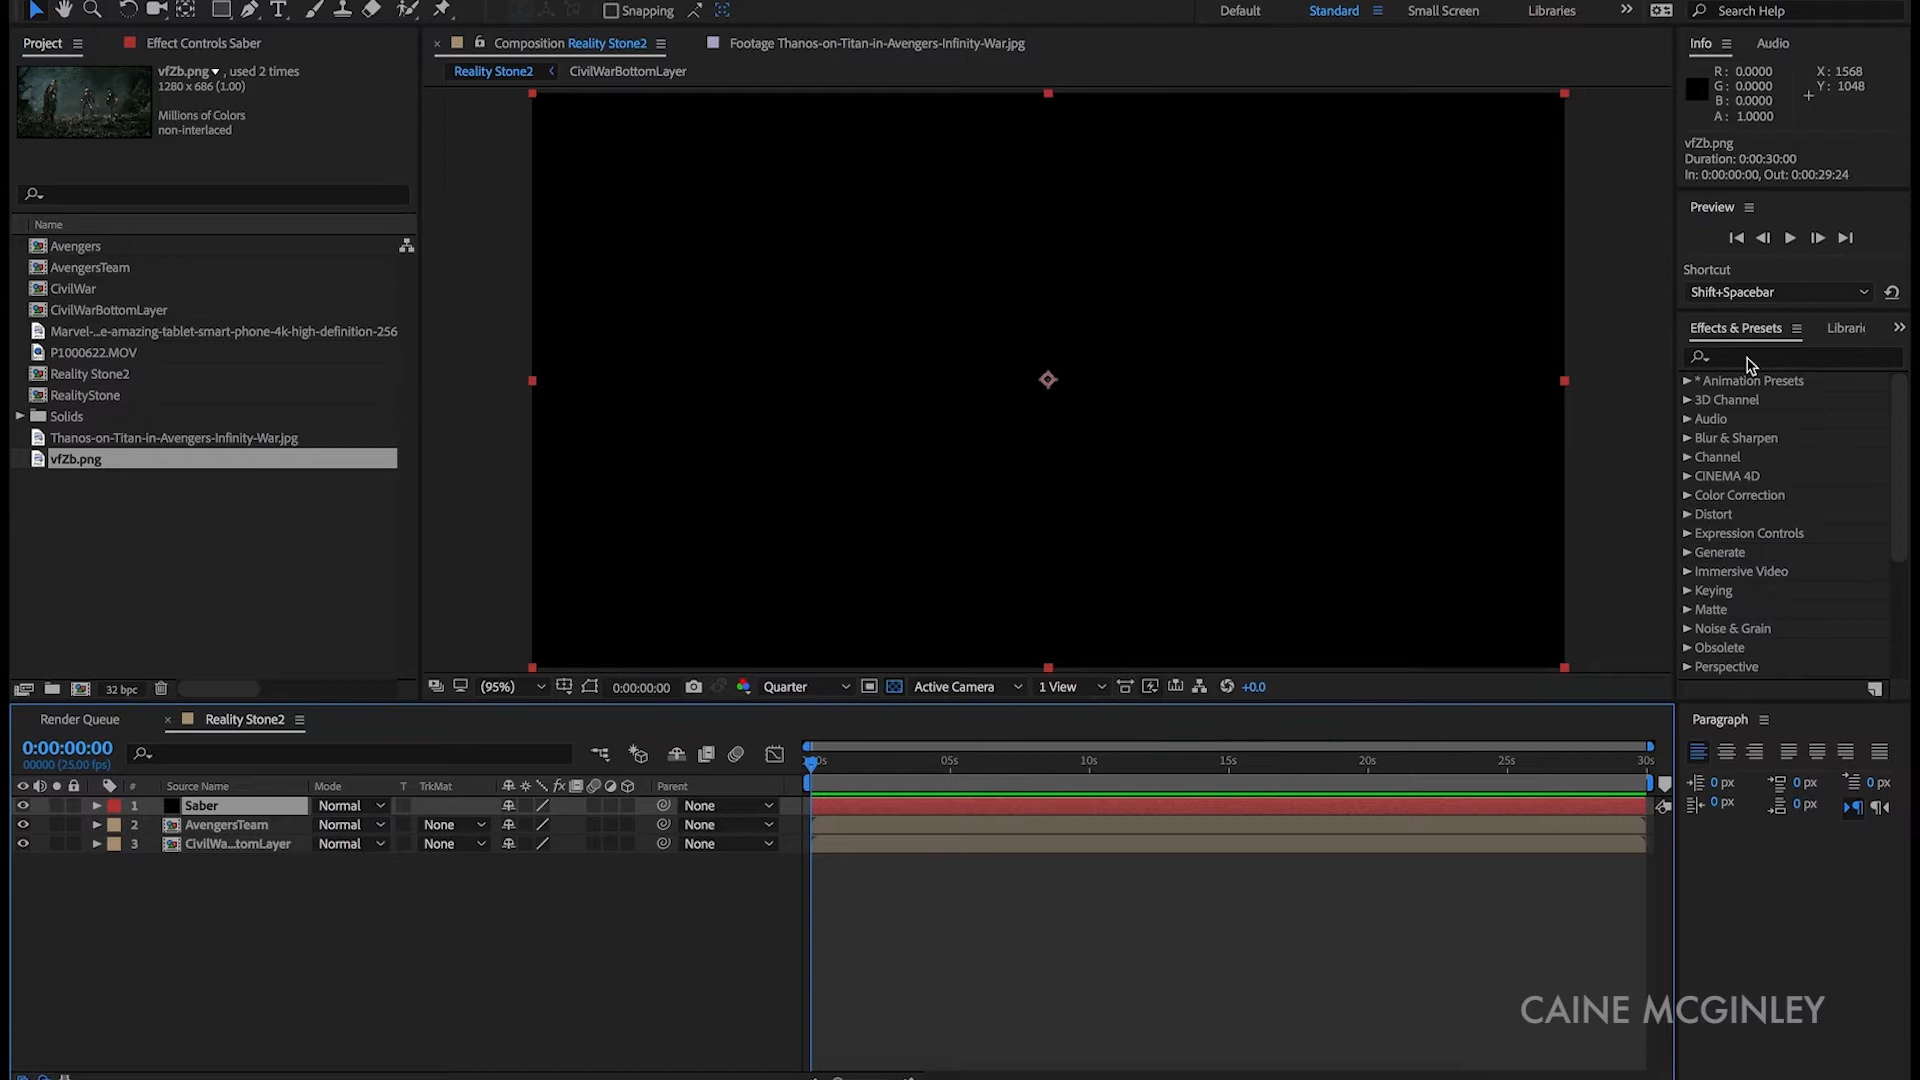 Snapping
Default
Standard
Small Screen
Libraries
Search Help
Project
Effect Controls Saber
Composition Reality Stone2
Footage Thanos-on-Titan-in-Avengers-Infinity-War.jpg
Info
Audio
vfZb.png , used 2 times
1280 x 686 (1.00)
Millions of Colors
non-interlaced
Reality Stone2
CivilWarBottomLayer
R: 0.0000
G: 0.0000
B: 0.0000
A: 1.0000
X: 1568
Y: 1048
vfZb.png
Duration: 0:00:30:00
In: 0:00:00:00, Out: 0:00:29:24
Preview
Shortcut
Shift+Spacebar
Name
Avengers
AvengersTeam
CivilWar
CivilWarBottomLayer
Marvel-...e-amazing-tablet-smart-phone-4k-high-definition-256
P1000622.MOV
Reality Stone2
RealityStone
Solids
Thanos-on-Titan-in-Avengers-Infinity-War.jpg
vfZb.png
Effects & Presets
Librari
* Animation Presets
3D Channel
Audio
Blur & Sharpen
Channel
CINEMA 4D
Color Correction
Distort
Expression Controls
Generate
Immersive Video
Keying
Matte
Noise & Grain
Obsolete
Perspective
32 bpc
(95%)
0:00:00:00
Quarter
Active Camera
1 View
+0.0
Render Queue
Reality Stone2
0:00:00:00
00000 (25.00 fps)
05s
10s
15s
20s
25s
30s
# Source Name Mode T TrkMat fx Parent
1 Saber Normal None
2 AvengersTeam Normal None None
3 CivilWa...tomLayer Normal None None
Paragraph
0 px 0 px 0 px
0 px 0 px
CAINE MCGINLEY